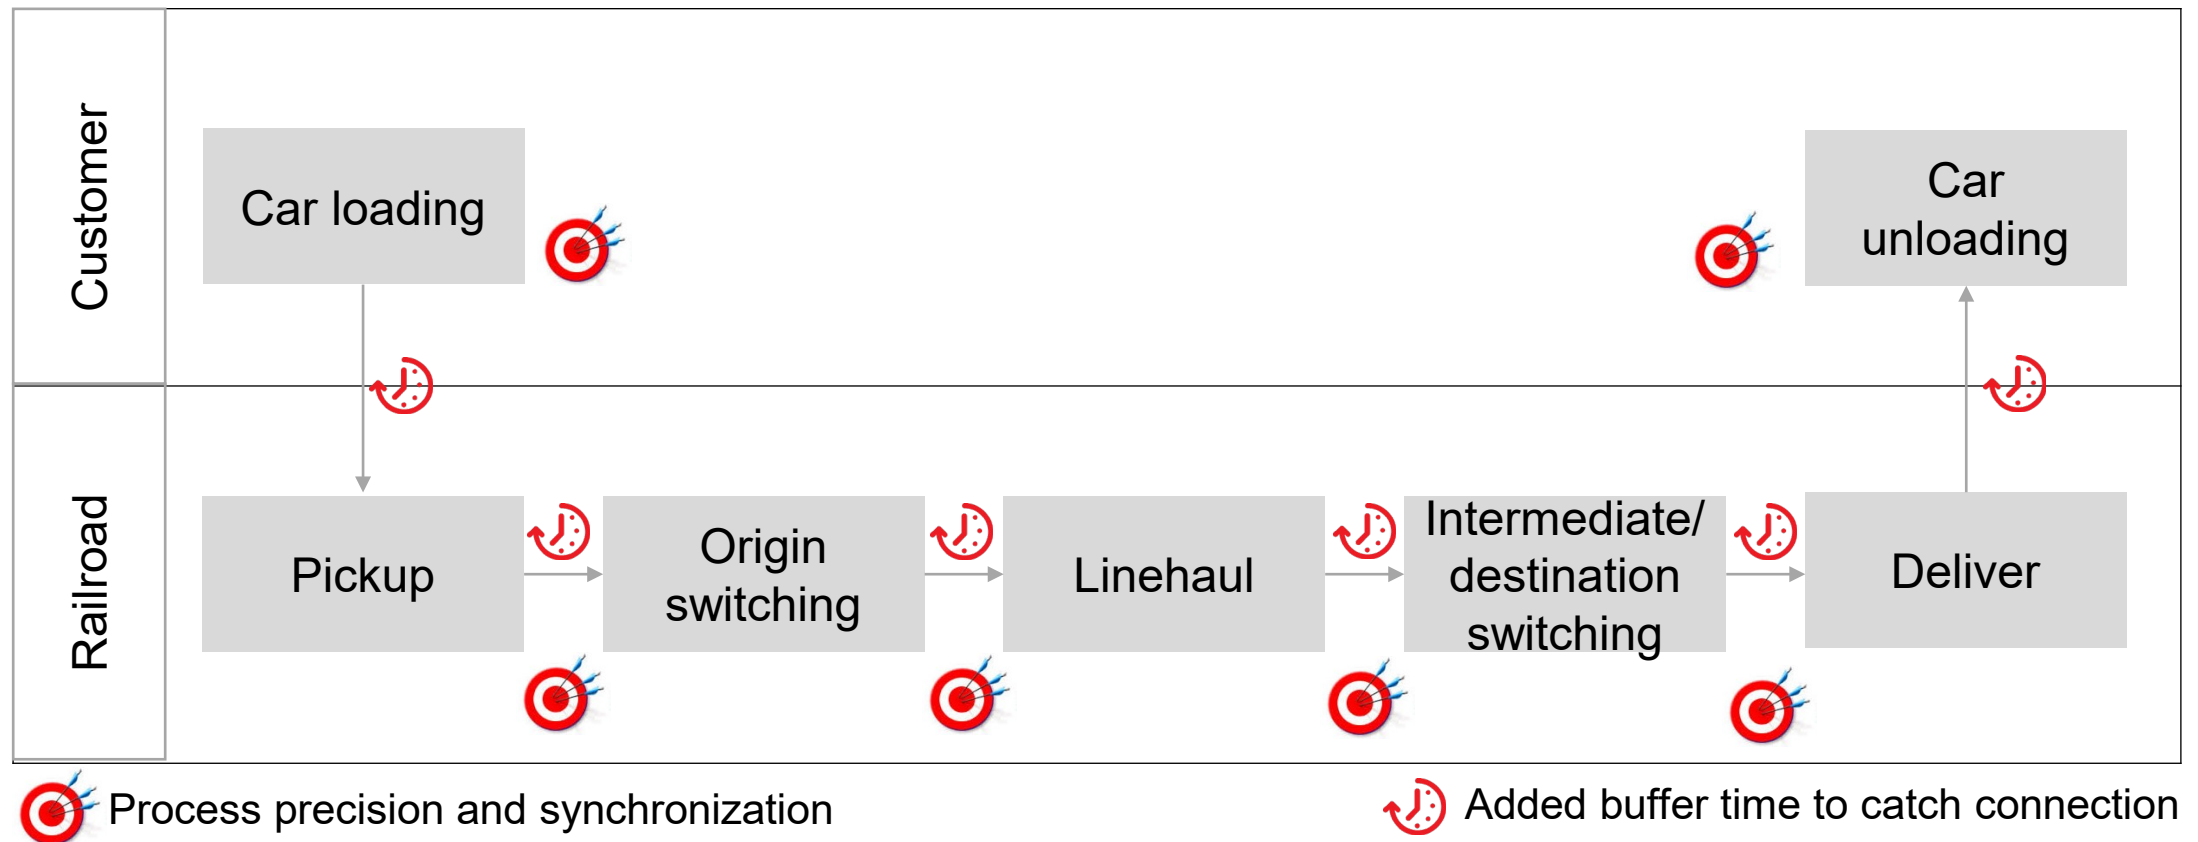 Customer
Car loading
Car
unloading
Railroad
Pickup
Origin
switching
Linehaul
Intermediate/
destination
switching
Deliver
Process precision and synchronization
Added buffer time to catch connection